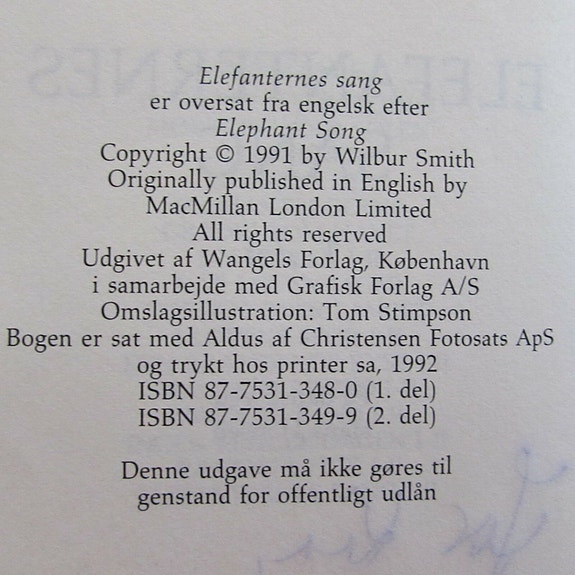 Elefanternes sang
er oversat fra engelsk efter
Elephant Song
Copyright © 1991 by Wilbur Smith
Originally published in English by
MacMillan London Limited
All rights reserved
Udgivet af Wangels Forlag, København
i samarbejde med Grafisk Forlag A/S
Omslagsillustration: Tom Stimpson
Bogen er sat med Aldus af Christensen Fotosats ApS
og trykt hos printer sa, 1992
ISBN 87-7531-348-0 (1. del)
ISBN 87-7531-349-9 (2. del)
Denne udgave må ikke gøres til
genstand for offentligt udlån